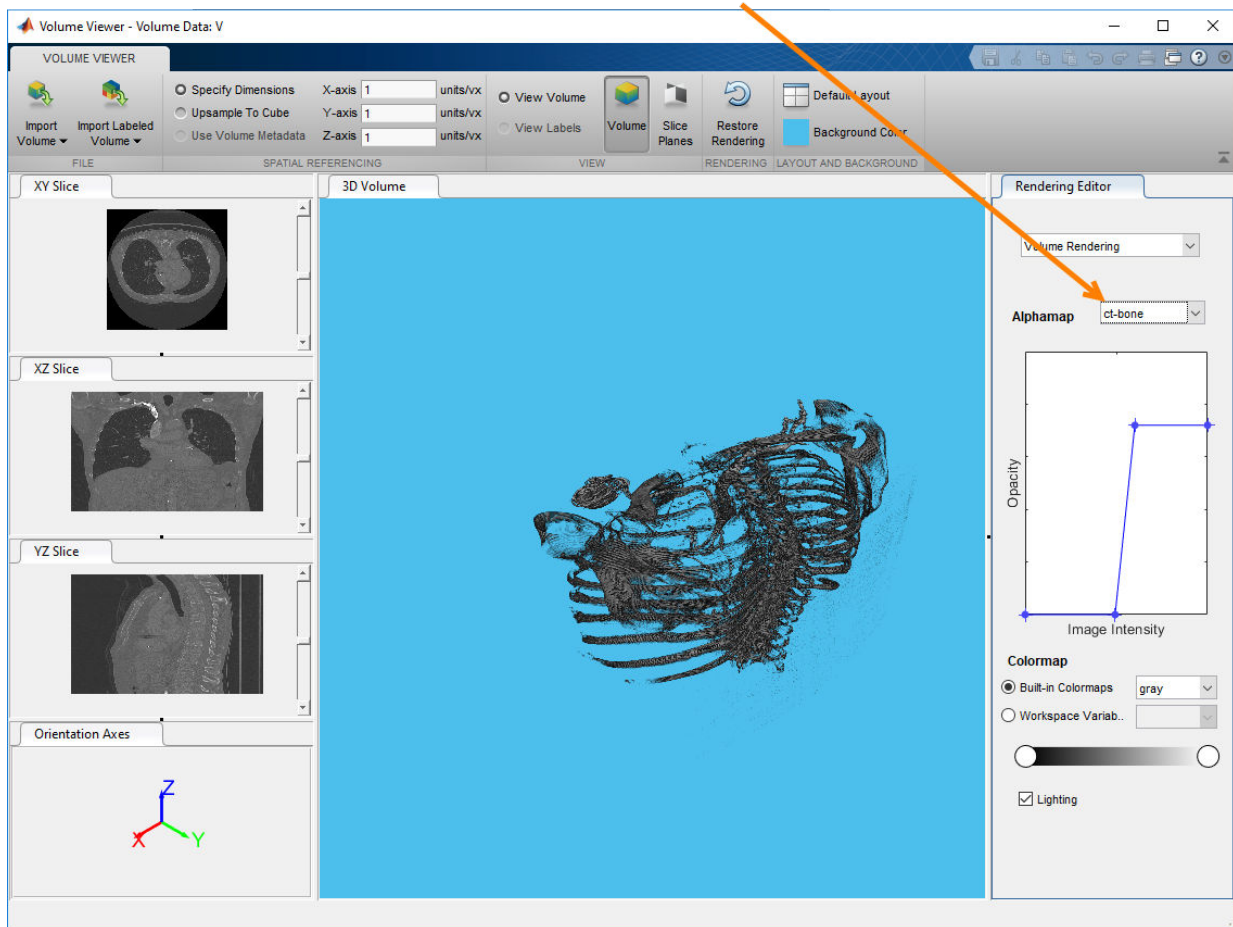 Volume Viewer - Volume Data: V
VOLUME VIEWER
Import Volume
Import Labeled Volume
FILE
Specify Dimensions
Upsample To Cube
Use Volume Metadata
X-axis 1 units/vx
Y-axis 1 units/vx
Z-axis 1 units/vx
SPATIAL REFERENCING
View Volume
View Labels
Volume
Slice Planes
VIEW
Restore Rendering
RENDERING
Default Layout
Background Color
LAYOUT AND BACKGROUND
XY Slice
XZ Slice
YZ Slice
Orientation Axes
Z
X
Y
3D Volume
Rendering Editor
Volume Rendering
Alphamap ct-bone
Opacity
Image Intensity
Colormap
Built-in Colormaps gray
Workspace Variab..
Lighting